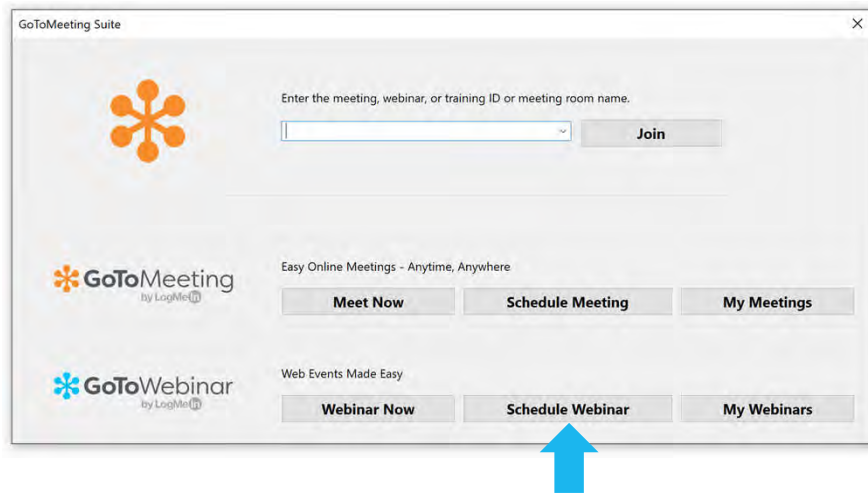 GoToMeeting Suite
Enter the meeting, webinar, or training ID or meeting room name.
Join
GoToMeeting
by LogMein
Easy Online Meetings - Anytime, Anywhere
Meet Now
Schedule Meeting
My Meetings
GoToWebinar
by LogMein
Web Events Made Easy
Webinar Now
Schedule Webinar
My Webinars